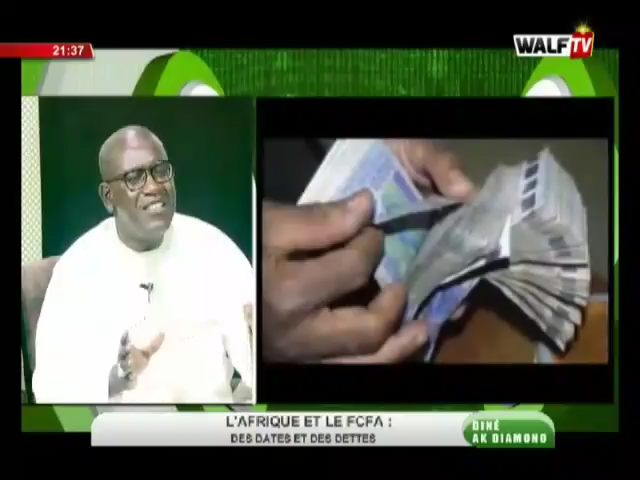 21:37
WALF TV
L'AFRIQUE ET LE FCFA :
DES DATES ET DES DETTES
DINÉ
AK DIAMONO